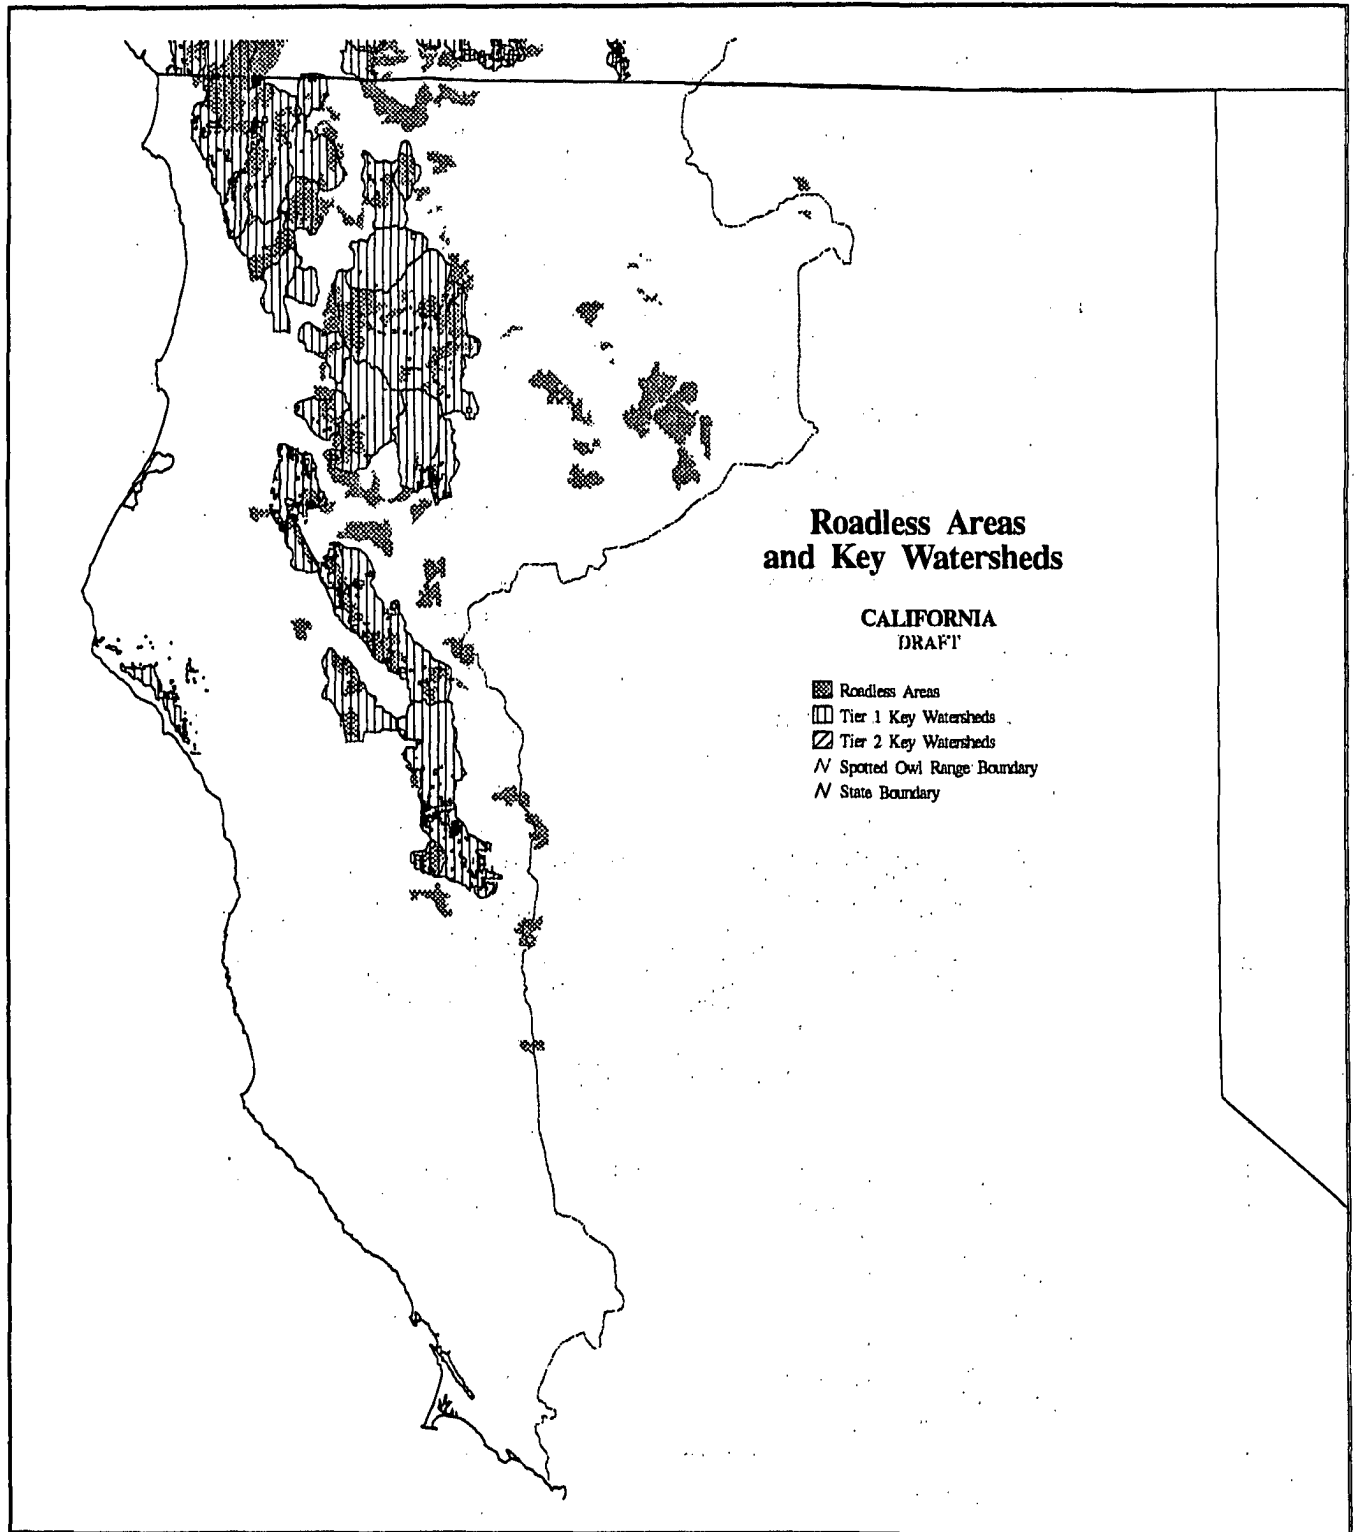 Roadless Areas
and Key Watersheds
CALIFORNIA
DRAFT
Roadless Areas
Tier 1 Key Watersheds
Tier 2 Key Watersheds
Spotted Owl Range Boundary
State Boundary